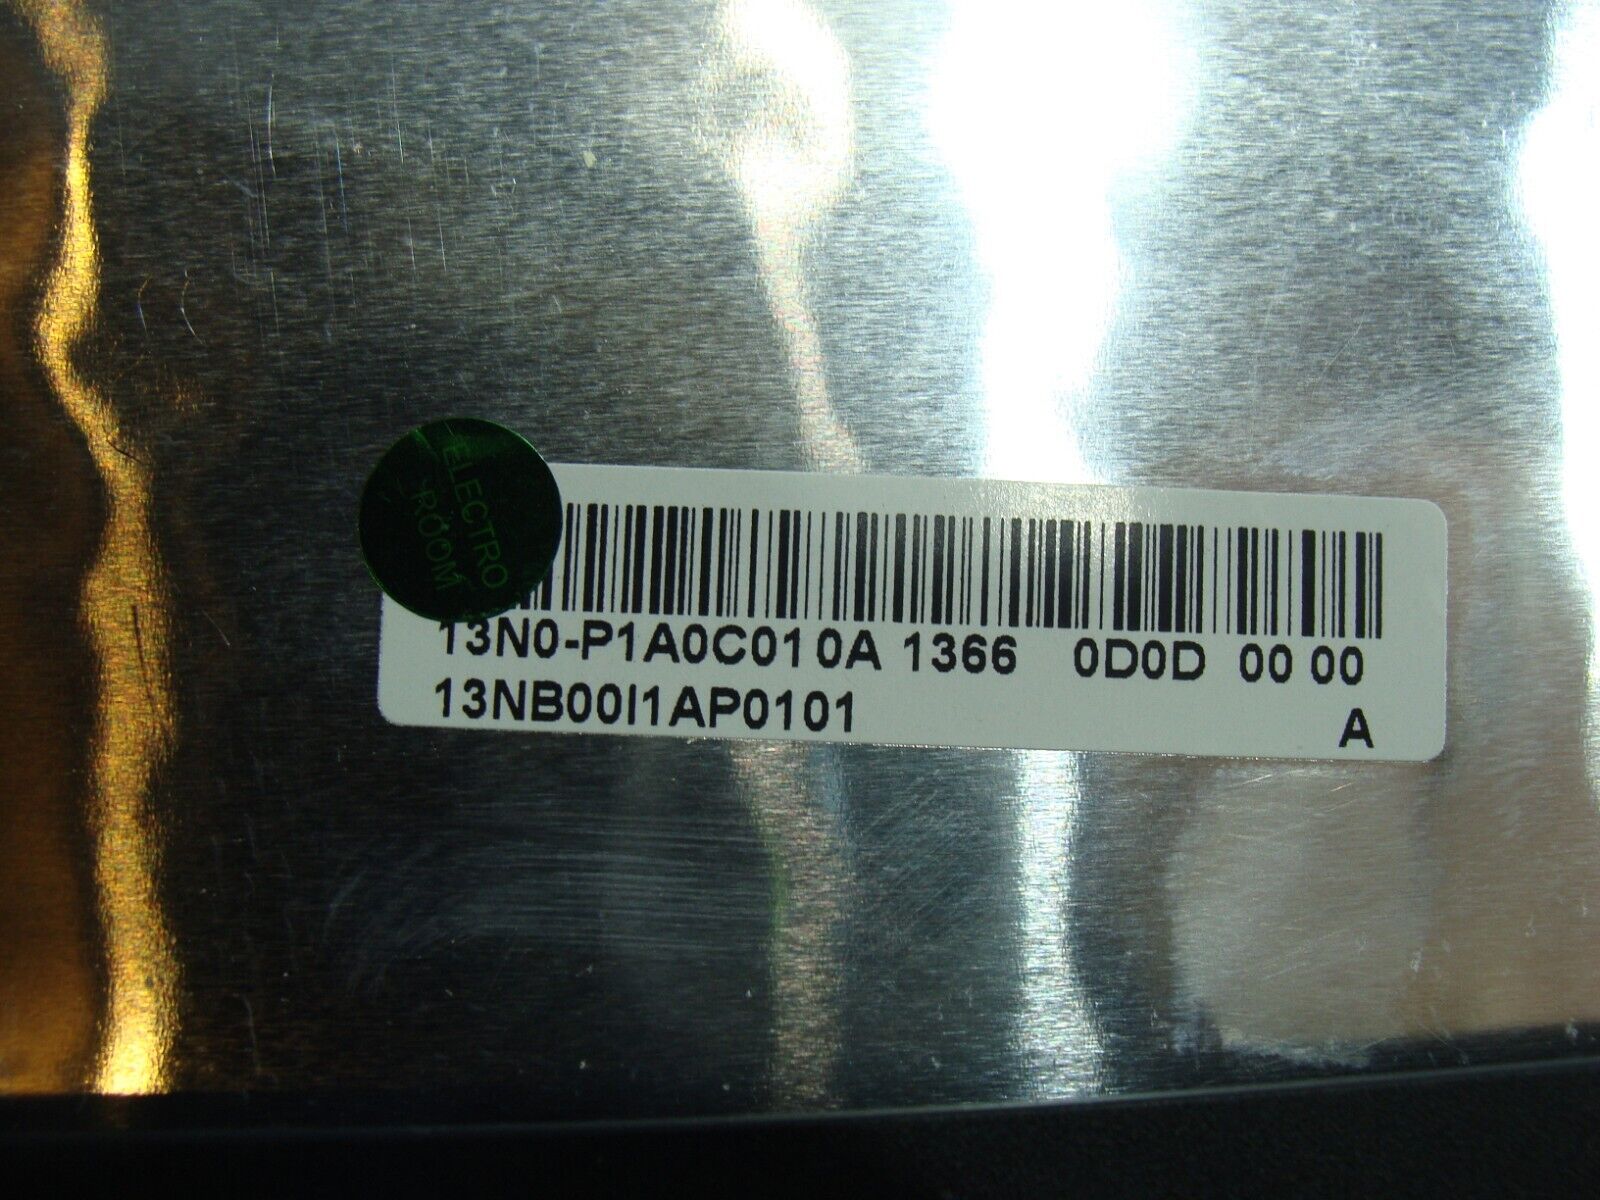 ELECTRO
ROOM
13N0-P1A0C010A 1366 0D0D 00 00
13NB00I1AP0101
A